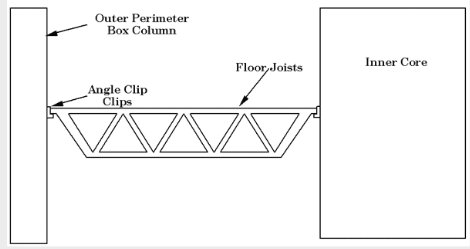 Outer Perimeter
Box Column
Floor Joists
Inner Core
Angle Clip
Clips